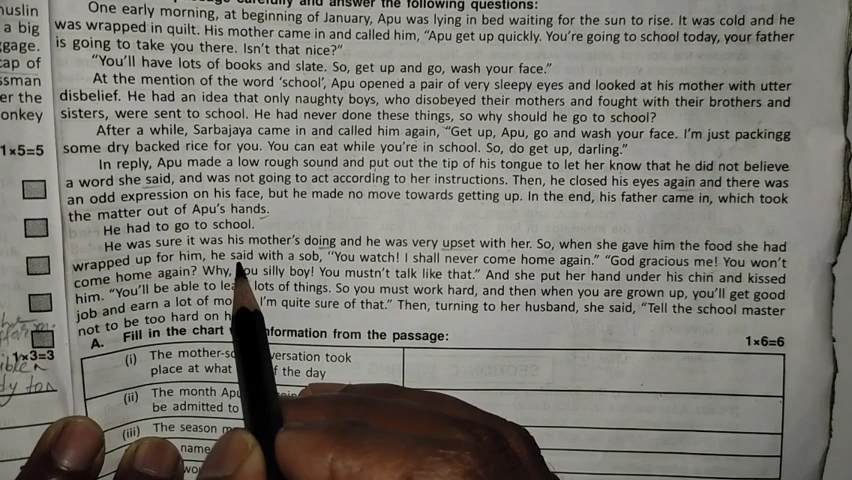 passage carefully and answer the following questions:
One early morning, at beginning of January, Apu was lying in bed waiting for the sun to rise. It was cold and he
was wrapped in quilt. His mother came in and called him, “Apu get up quickly. You’re going to school today, your father
is going to take you there. Isn’t that nice?”
“You’ll have lots of books and slate. So, get up and go, wash your face.”
At the mention of the word ‘school’, Apu opened a pair of very sleepy eyes and looked at his mother with utter
disbelief. He had an idea that only naughty boys, who disobeyed their mothers and fought with their brothers and
sisters, were sent to school. He had never done these things, so why should he go to school?
After a while, Sarbajaya came in and called him again, “Get up, Apu, go and wash your face. I’m just packingg
some dry backed rice for you. You can eat while you’re in school. So, do get up, darling.”
In reply, Apu made a low rough sound and put out the tip of his tongue to let her know that he did not believe
a word she said, and was not going to act according to her instructions. Then, he closed his eyes again and there was
an odd expression on his face, but he made no move towards getting up. In the end, his father came in, which took
the matter out of Apu’s hands.
He had to go to school.
He was sure it was his mother’s doing and he was very upset with her. So, when she gave him the food she had
wrapped up for him, he said with a sob, “You watch! I shall never come home again.” “God gracious me! You won’t
come home again? Why, you silly boy! You mustn’t talk like that.” And she put her hand under his chin and kissed
him. “You’ll be able to lots of things. So you must work hard, and then when you are grown up, you’ll get good
job and earn a lot of I’m quite sure of that.” Then, turning to her husband, she said, “Tell the school master
not to be too hard on
A. Fill in the chart information from the passage: 1×6=6
(i) The mother-so versation took
place at what f the day
(ii) The month Apu
be admitted to
(iii) The season
name
muslin
a big
ggage.
cap of
ssman
er the
onkey
1×5=5
1×3=3